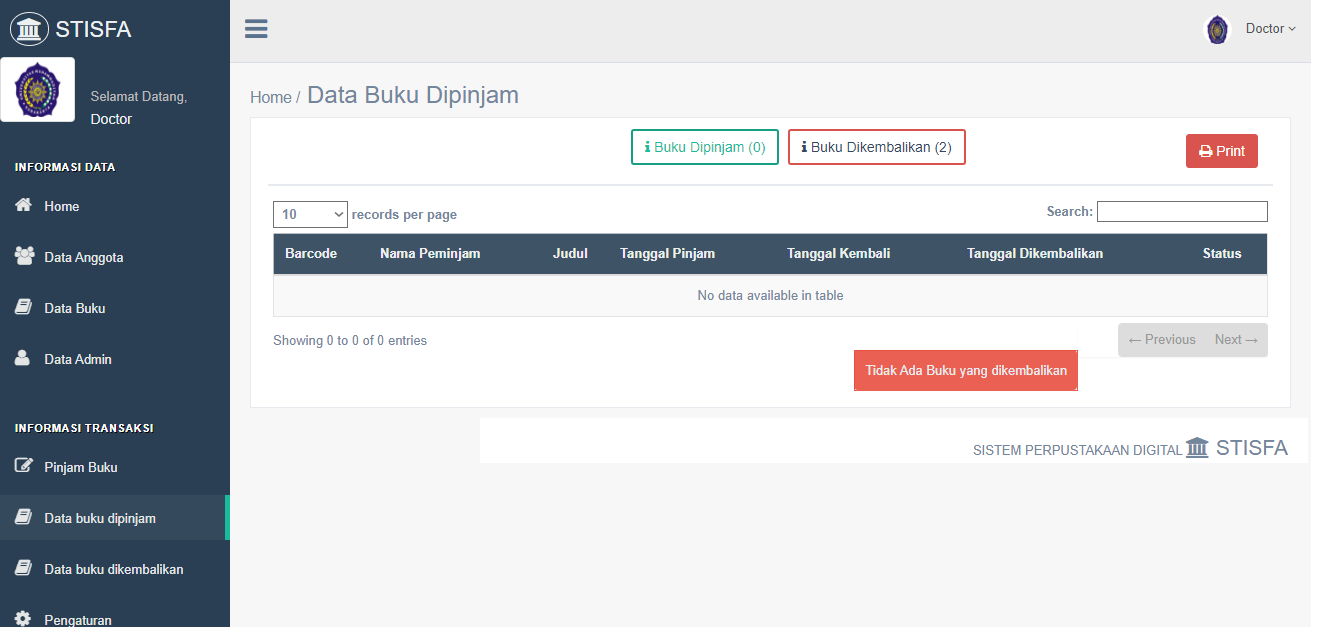 STISFA
Doctor
Selamat Datang,
Doctor
INFORMASI DATA
Home
Data Anggota
Data Buku
Data Admin
INFORMASI TRANSAKSI
Pinjam Buku
Data buku dipinjam
Data buku dikembalikan
Pengaturan
Home / Data Buku Dipinjam
Buku Dipinjam (0) Buku Dikembalikan (2) Print
10 records per page Search:
Barcode Nama Peminjam Judul Tanggal Pinjam Tanggal Kembali Tanggal Dikembalikan Status
No data available in table
Showing 0 to 0 of 0 entries ← Previous Next →
Tidak Ada Buku yang dikembalikan
SISTEM PERPUSTAKAAN DIGITAL STISFA